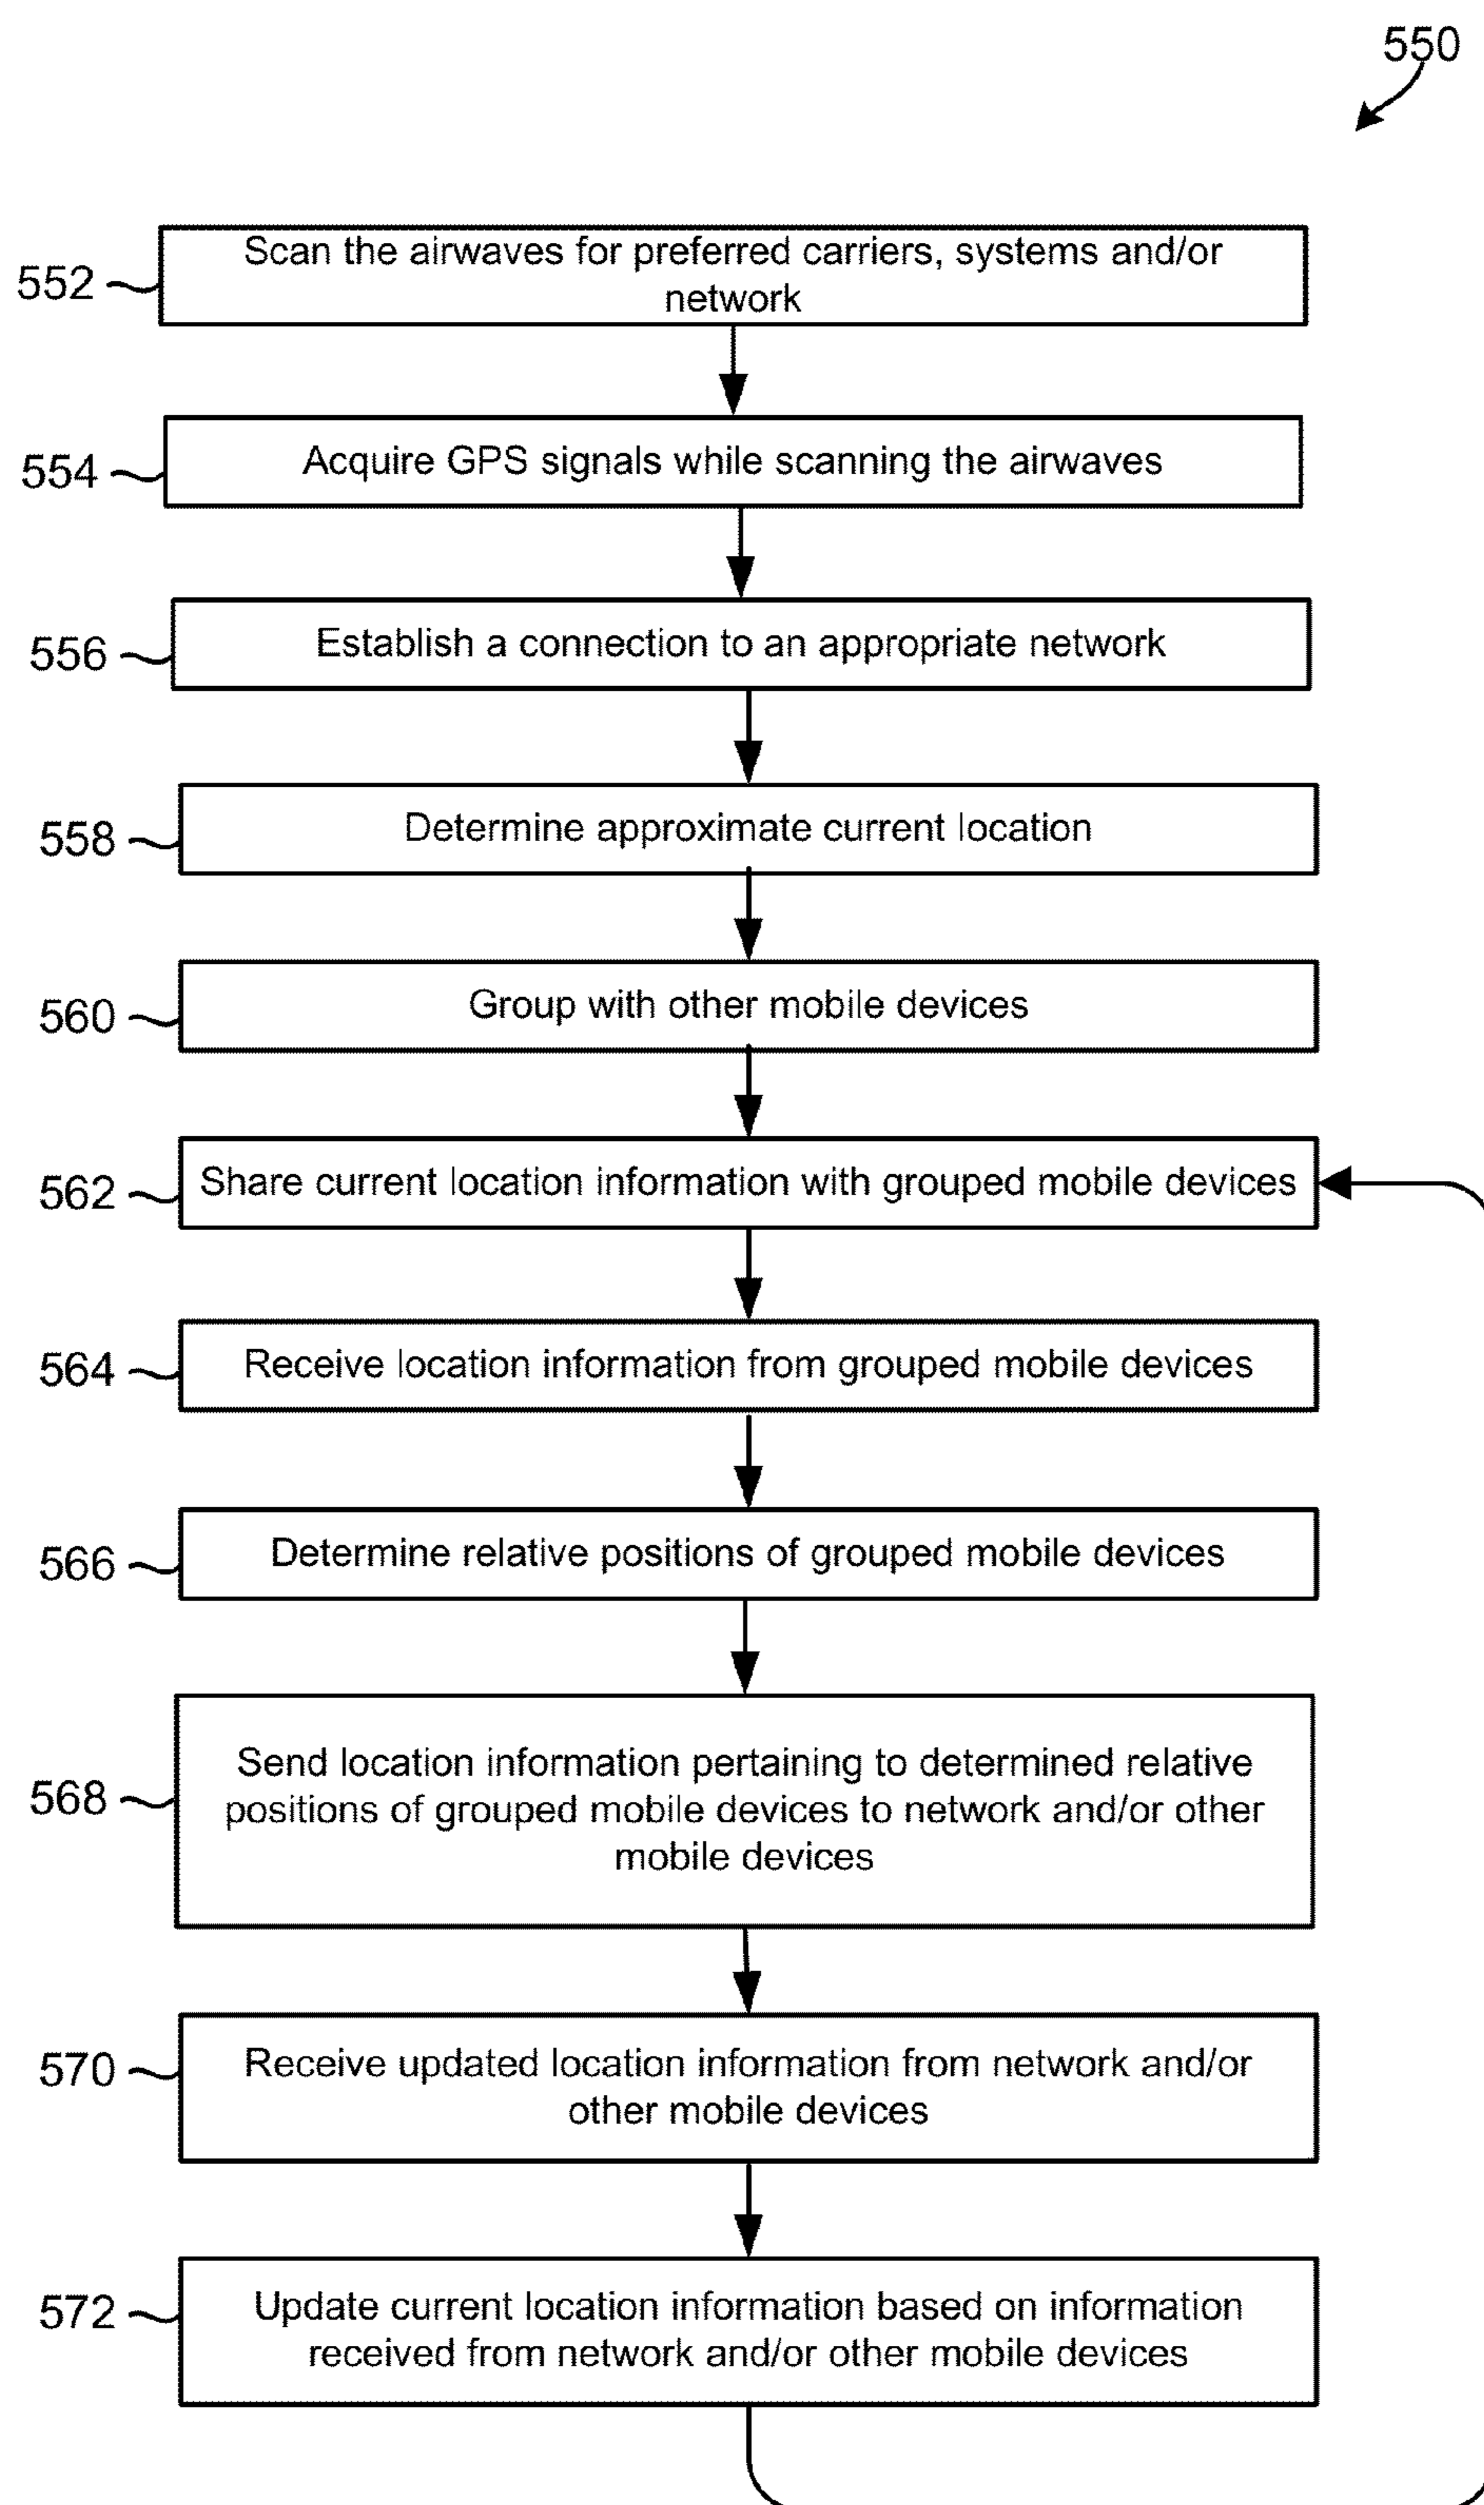 550
552
Scan the airwaves for preferred carriers, systems and/or
network
554
Acquire GPS signals while scanning the airwaves
556
Establish a connection to an appropriate network
558
Determine approximate current location
560
Group with other mobile devices
562
Share current location information with grouped mobile devices
564
Receive location information from grouped mobile devices
566
Determine relative positions of grouped mobile devices
568
Send location information pertaining to determined relative
positions of grouped mobile devices to network and/or other
mobile devices
570
Receive updated location information from network and/or
other mobile devices
572
Update current location information based on information
received from network and/or other mobile devices